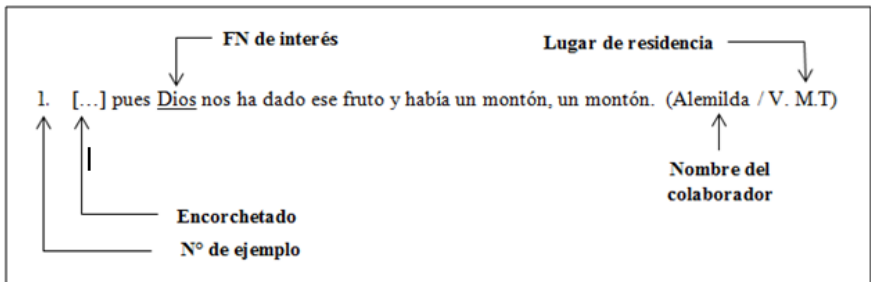 FN de interés
Lugar de residencia
1. [...] pues Dios nos ha dado ese fruto y había un montón, un montón. (Alemilda / V. M.T)
Nombre del
colaborador
Encorchetado
N° de ejemplo